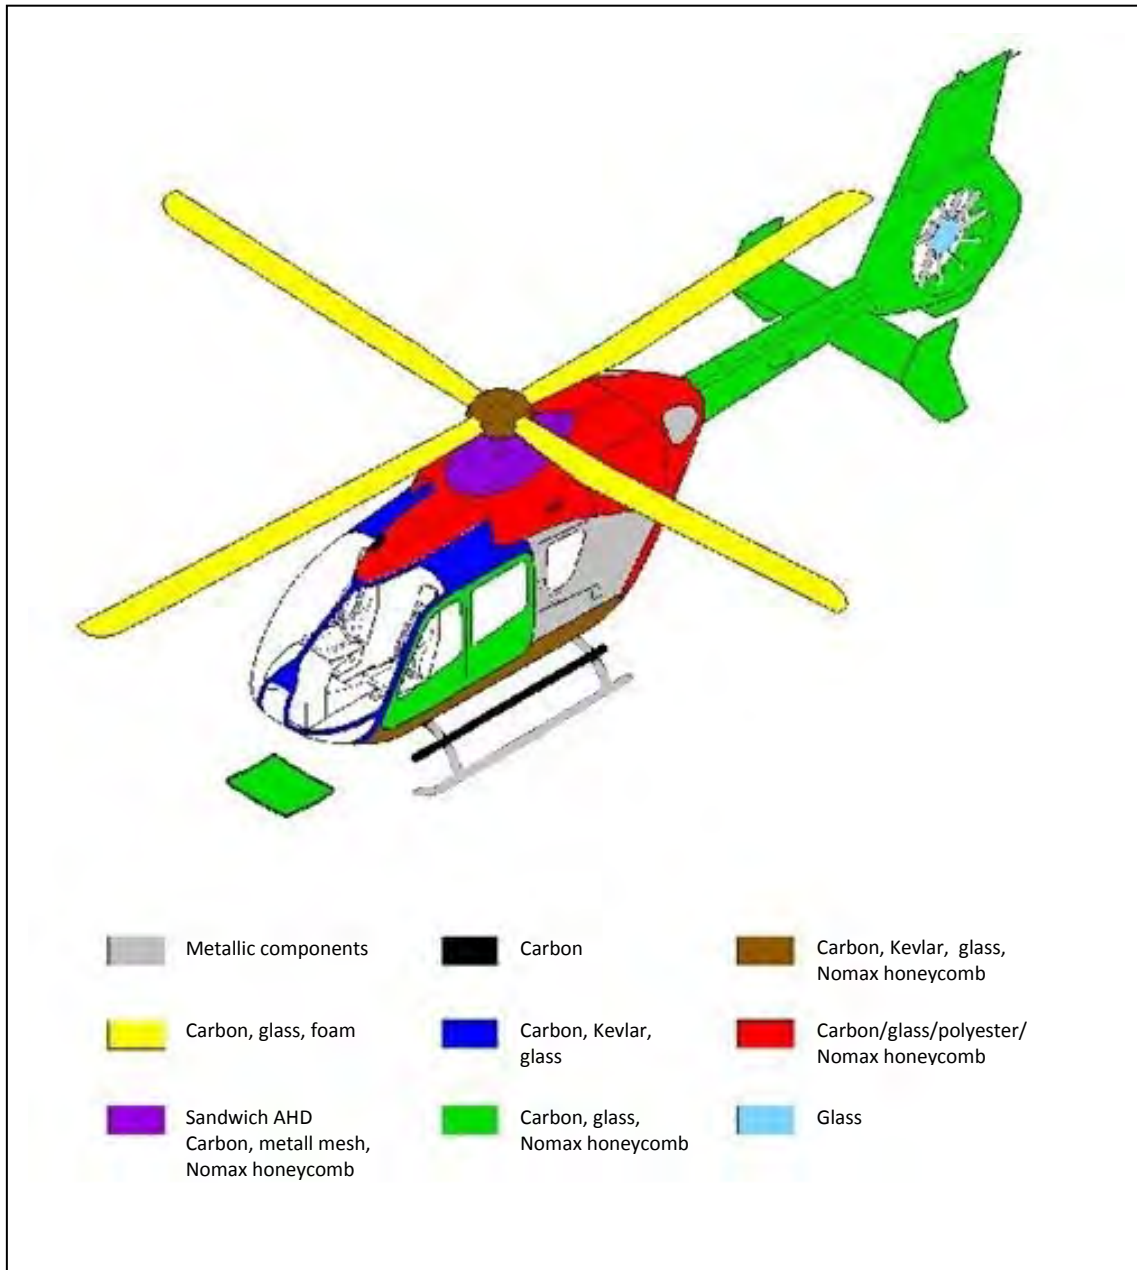 Metallic components
Carbon
Carbon, Kevlar, glass,
Nomax honeycomb
Carbon, glass, foam
Carbon, Kevlar,
glass
Carbon/glass/polyester/
Nomax honeycomb
Sandwich AHD
Carbon, metall mesh,
Nomax honeycomb
Carbon, glass,
Nomax honeycomb
Glass